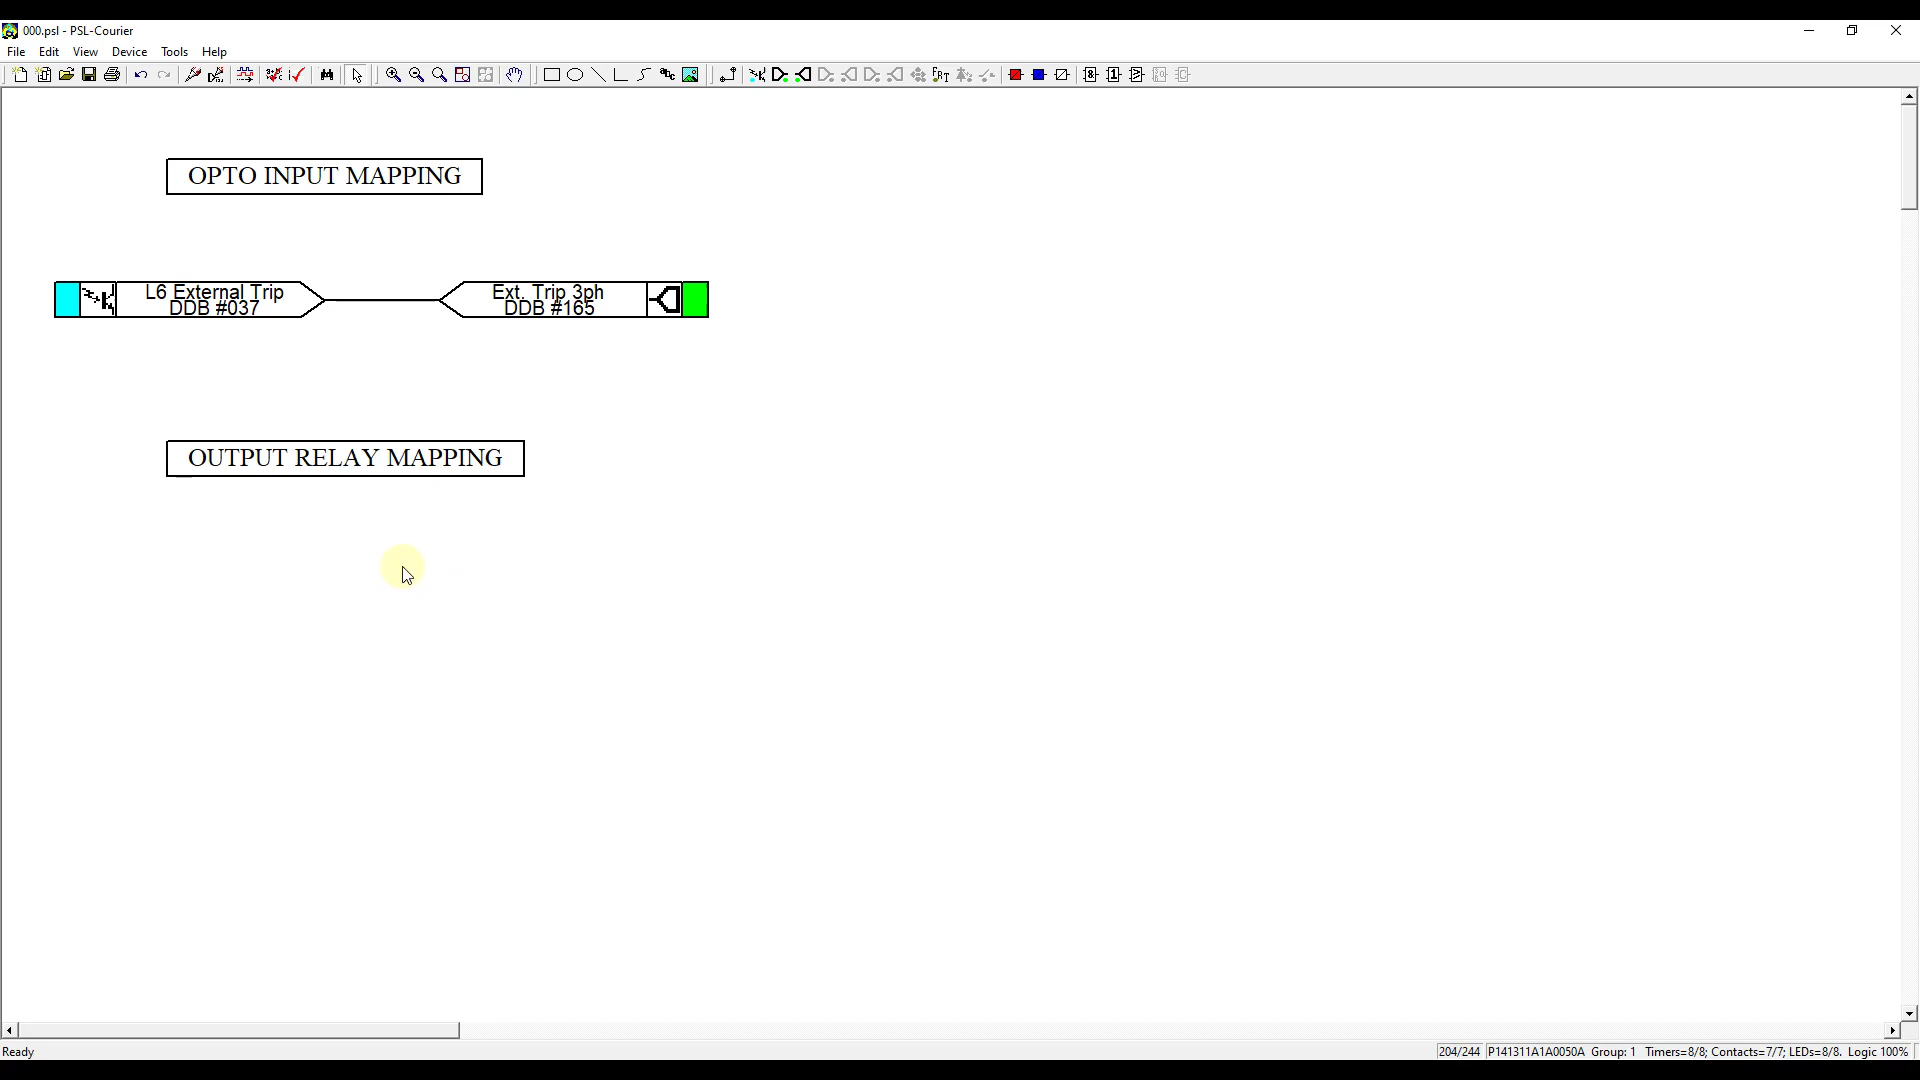 000.psl - PSL-Courier
File Edit View Device Tools Help
OPTO INPUT MAPPING
L6 External Trip
DDB #037
Ext. Trip 3ph
DDB #165
OUTPUT RELAY MAPPING
Ready
204/244 P141311A1A0050A Group: 1 Timers=8/8; Contacts=7/7; LEDs=8/8. Logic 100%